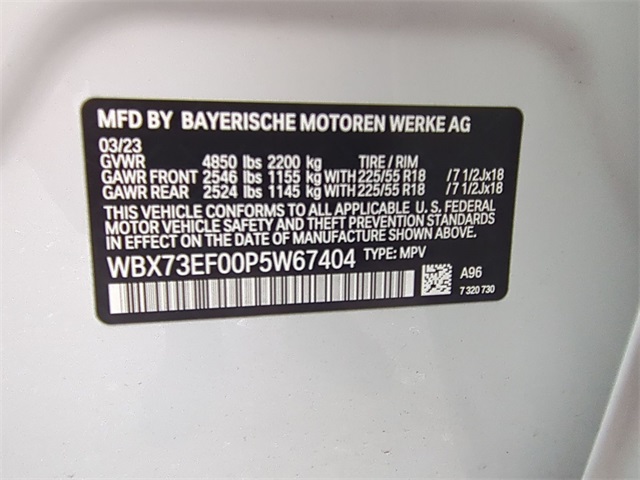 MFD BY BAYERISCHE MOTOREN WERKE AG
03/23
GVWR 4850 lbs 2200 kg TIRE / RIM
GAWR FRONT 2546 lbs 1155 kg WITH 225/55 R18 /7 1/2Jx18
GAWR REAR 2524 lbs 1145 kg WITH 225/55 R18 /7 1/2Jx18
THIS VEHICLE CONFORMS TO ALL APPLICABLE U. S. FEDERAL
MOTOR VEHICLE SAFETY AND THEFT PREVENTION STANDARDS
IN EFFECT ON THE DATE OF MANUFACTURE SHOWN ABOVE.
WBX73EF00P5W67404 TYPE: MPV
A96
7 320 730